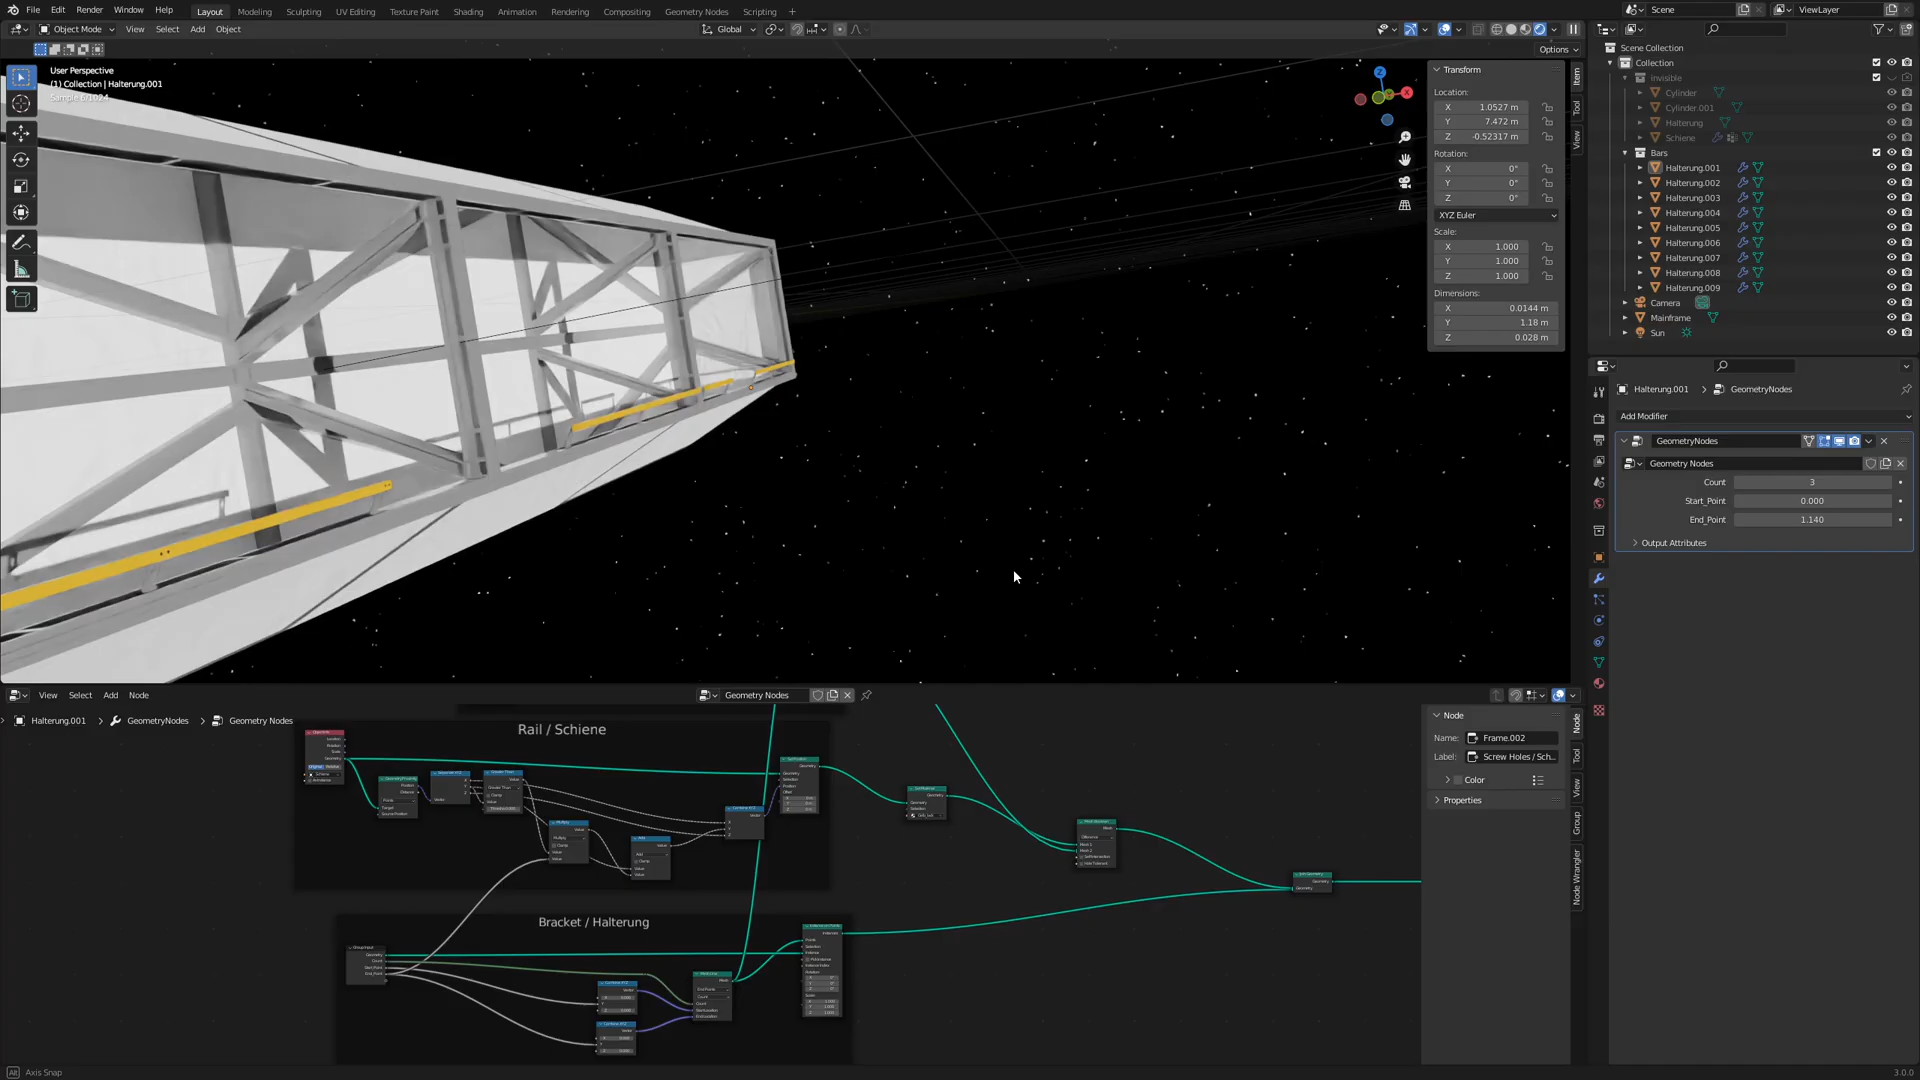 File Edit Render Window Help Layout Modeling Sculpting UV Editing Texture Paint Shading Animation Rendering Compositing Geometry Nodes Scripting + Scene ViewLayer
Object Mode View Select Add Object Global
Options
User Perspective
(1) Collection | Halterung.001
Sample 6/1024
Transform
Location:
X 1.0527 m
Y 7.472 m
Z -0.52317 m
Rotation:
X 0°
Y 0°
Z 0°
XYZ Euler
Scale:
X 1.000
Y 1.000
Z 1.000
Dimensions:
X 0.0144 m
Y 1.18 m
Z 0.028 m
Item
Tool
View
X
Z
Scene Collection
Collection
invisible
Cylinder
Cylinder.001
Halterung
Schiene
Bars
Halterung.001
Halterung.002
Halterung.003
Halterung.004
Halterung.005
Halterung.006
Halterung.007
Halterung.008
Halterung.009
Camera
Mainframe
Sun
Halterung.001 GeometryNodes
Add Modifier
GeometryNodes
Geometry Nodes
Count 3
Start_Point 0.000
End_Point 1.140
Output Attributes
View Select Add Node Geometry Nodes
Halterung.001 GeometryNodes Geometry Nodes
Rail / Schiene
Bracket / Halterung
Node
Name: Frame.002
Label: Screw Holes / Sch...
Color
Properties
Node
Tool
View
Group
Node Wrangler
Alt Axis Snap
3.0.0